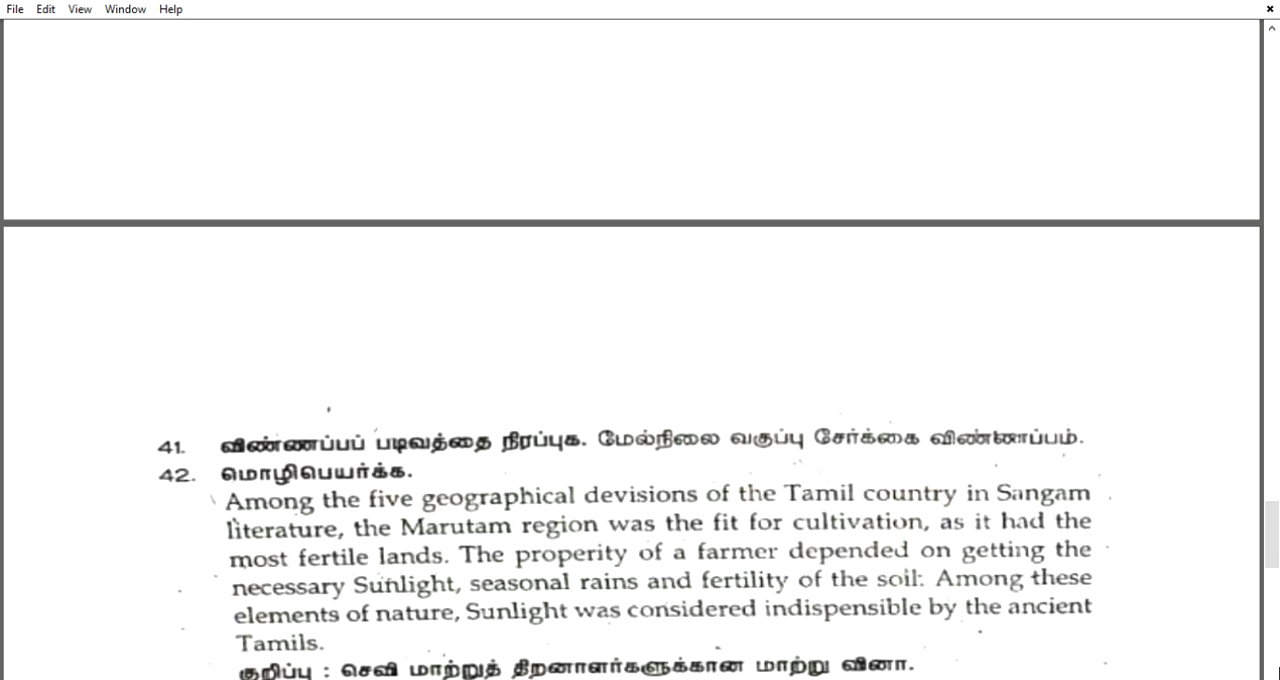 File Edit View Window Help
41. விண்ணப்பப் படிவத்தை நிரப்புக. மேல்நிலை வகுப்பு சேர்க்கை விண்ணப்பம்.
42. மொழிபெயர்க்க.
Among the five geographical devisions of the Tamil country in Sangam
literature, the Marutam region was the fit for cultivation, as it had the
most fertile lands. The properity of a farmer depended on getting the
necessary Sunlight, seasonal rains and fertility of the soil. Among these
elements of nature, Sunlight was considered indispensible by the ancient
Tamils.
குறிப்பு : செவி மாற்றுத் திறனாளர்களுக்கான மாற்று வினா.